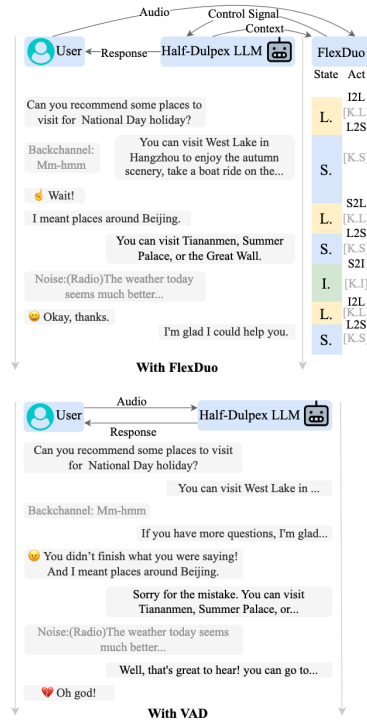 Audio
Control Signal
Context
User
Response
Half-Dulpex LLM
FlexDuo
State
Act
Can you recommend some places to
visit for National Day holiday?
I2L
L.
[K.L
L2S
Backchannel:
Mm-hmm
You can visit West Lake in
Hangzhou to enjoy the autumn
scenery, take a boat ride on the...
S.
[K.S]
Wait!
S2L
I meant places around Beijing.
L.
[K.L
L2S
You can visit Tiananmen, Summer
Palace, or the Great Wall.
S.
[K.S]
S2I
Noise:(Radio)The weather today
seems much better...
I.
[K.I]
I2L
Okay, thanks.
L.
[K.L
L2S
I'm glad I could help you.
S.
[K.S]
With FlexDuo
Audio
User
Half-Dulpex LLM
Response
Can you recommend some places to visit
for National Day holiday?
You can visit West Lake in ...
Backchannel: Mm-hmm
If you have more questions, I'm glad...
You didn't finish what you were saying!
And I meant places around Beijing.
Sorry for the mistake. You can visit
Tiananmen, Summer Palace, or...
Noise:(Radio)The weather today seems
much better...
Well, that's great to hear! you can go to...
Oh god!
With VAD